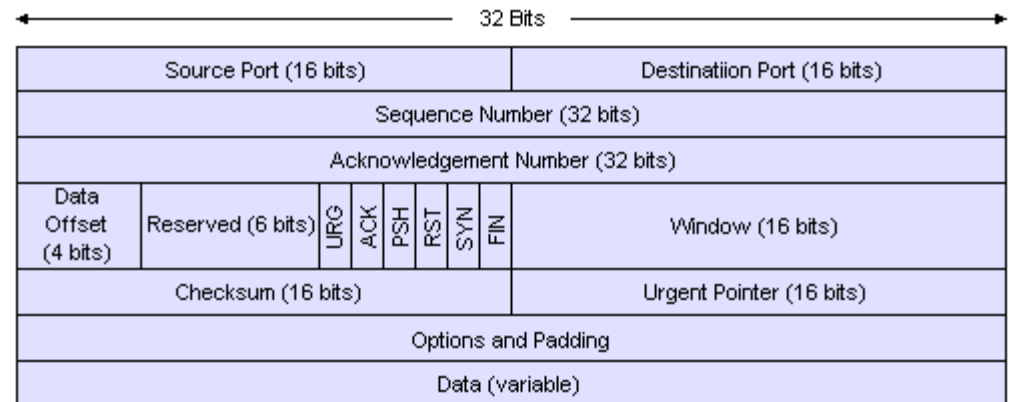 32 Bits
Source Port (16 bits)
Destinatiion Port (16 bits)
Sequence Number (32 bits)
Acknowledgement Number (32 bits)
Data
Offset
(4 bits)
Reserved (6 bits)
URG
ACK
PSH
RST
SYN
FIN
Window (16 bits)
Checksum (16 bits)
Urgent Pointer (16 bits)
Options and Padding
Data (variable)